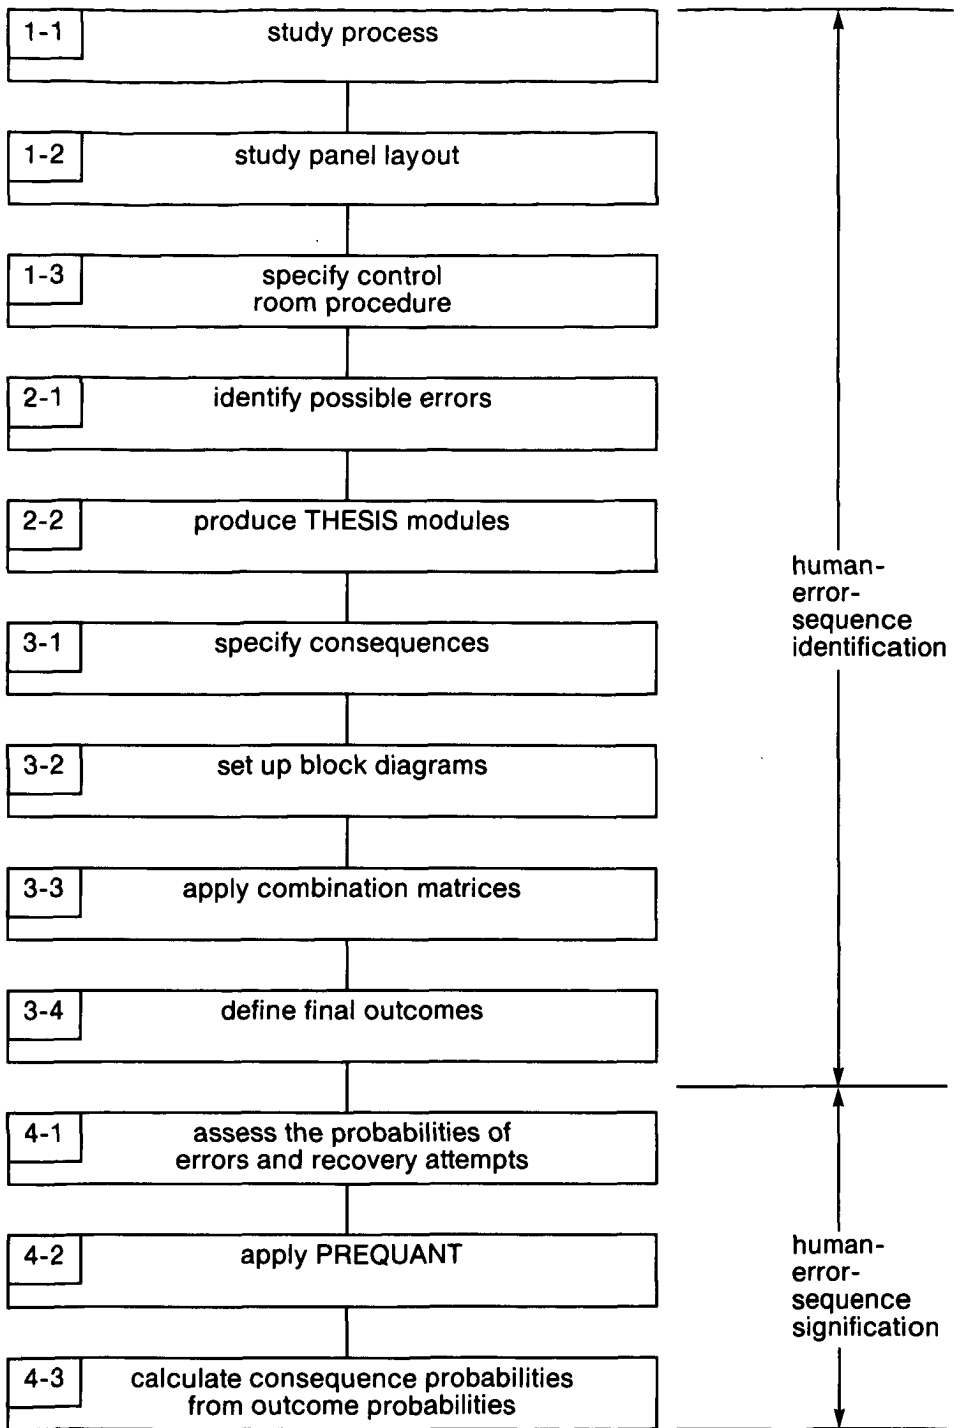 1-1
study process
1-2
study panel layout
1-3
specify control
room procedure
2-1
identify possible errors
2-2
produce THESIS modules
3-1
specify consequences
3-2
set up block diagrams
3-3
apply combination matrices
3-4
define final outcomes
human-
error-
sequence
identification
4-1
assess the probabilities of
errors and recovery attempts
4-2
apply PREQUANT
4-3
calculate consequence probabilities
from outcome probabilities
human-
error-
sequence
signification